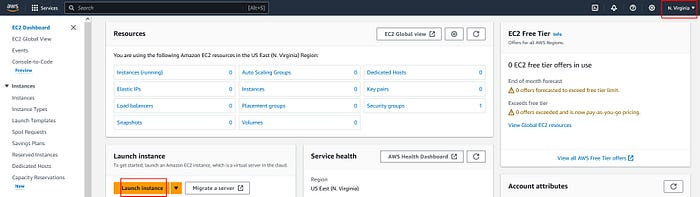 aws
Services
Search
[Alt+S]
N. Virginia
EC2 Dashboard
EC2 Global View
Events
Console-to-Code
Preview
Instances
Instances
Instance Types
Launch Templates
Spot Requests
Savings Plans
Reserved Instances
Dedicated Hosts
Capacity Reservations
New
Resources
EC2 Global view
You are using the following Amazon EC2 resources in the US East (N. Virginia) Region:
Instances (running) 0
Auto Scaling Groups 0
Dedicated Hosts 0
Elastic IPs 0
Instances 0
Key pairs 0
Load balancers 0
Placement groups 0
Security groups 1
Snapshots 0
Volumes 0
Launch instance
To get started, launch an Amazon EC2 instance, which is a virtual server in the cloud.
Launch instance
Migrate a server
Service health
AWS Health Dashboard
Region
US East (N. Virginia)
EC2 Free Tier Info
Offers for all AWS Regions.
0 EC2 free tier offers in use
End of month forecast
0 offers forecasted to exceed free tier limit.
Exceeds free tier
0 offers exceeded and is now pay-as-you-go pricing.
View Global EC2 resources
View all AWS Free Tier offers
Account attributes